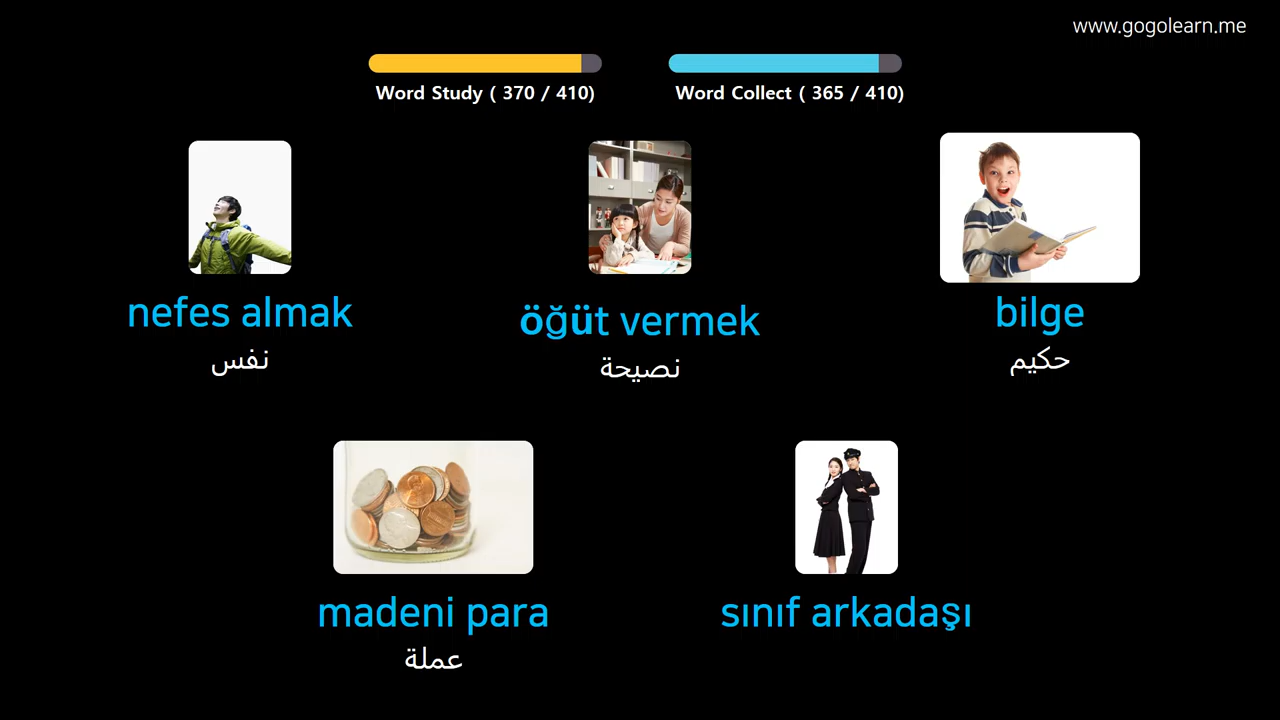 www.gogolearn.me
Word Study ( 370 / 410)
Word Collect ( 365 / 410)
nefes almak
نفس
öğüt vermek
نصيحة
bilge
حكيم
madeni para
عملة
sınıf arkadaşı